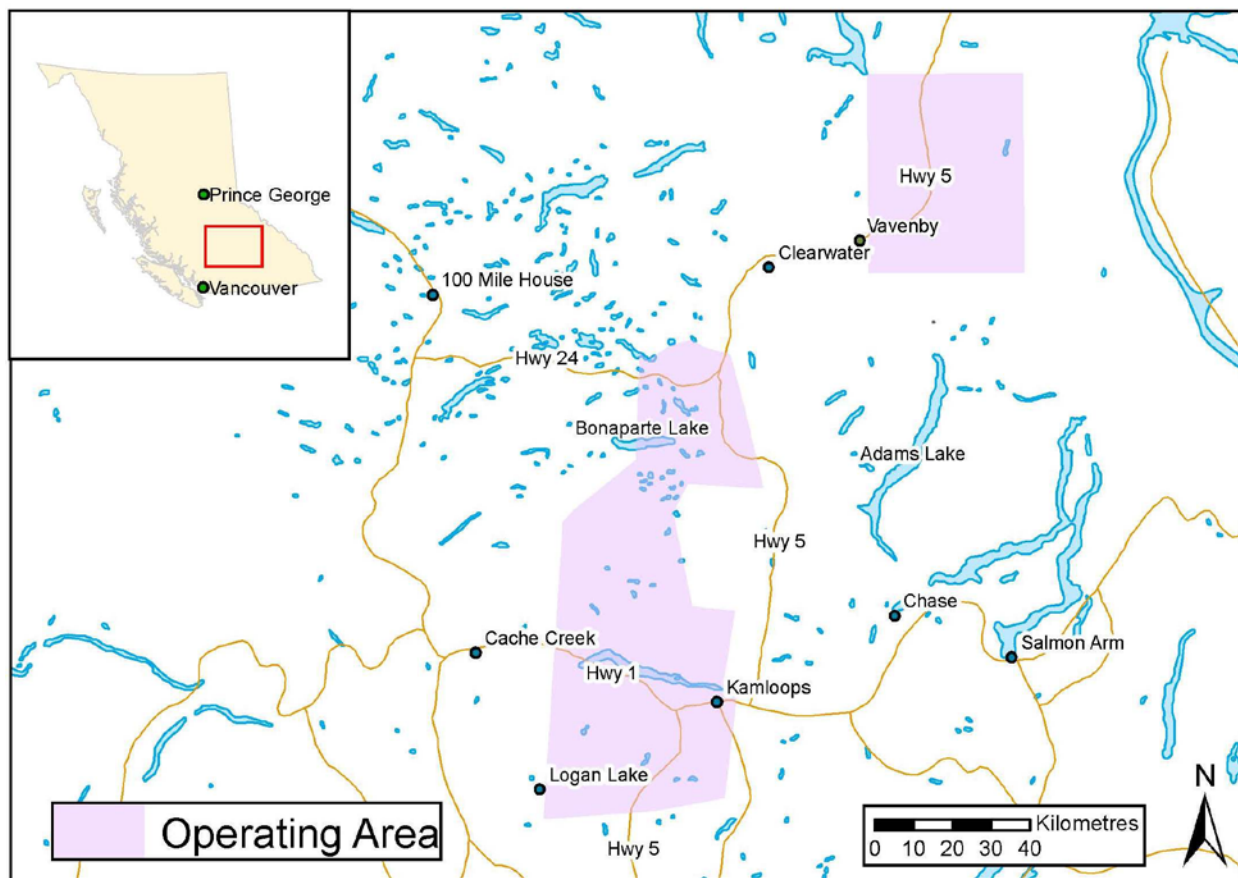 Prince George
Vancouver
Hwy 5
Vavenby
Clearwater
100 Mile House
Hwy 24
Bonaparte Lake
Adams Lake
Hwy 5
Chase
Cache Creek
Salmon Arm
Hwy 1
Kamloops
Logan Lake
N
Operating Area
Kilometres
0 10 20 30 40
Hwy 5